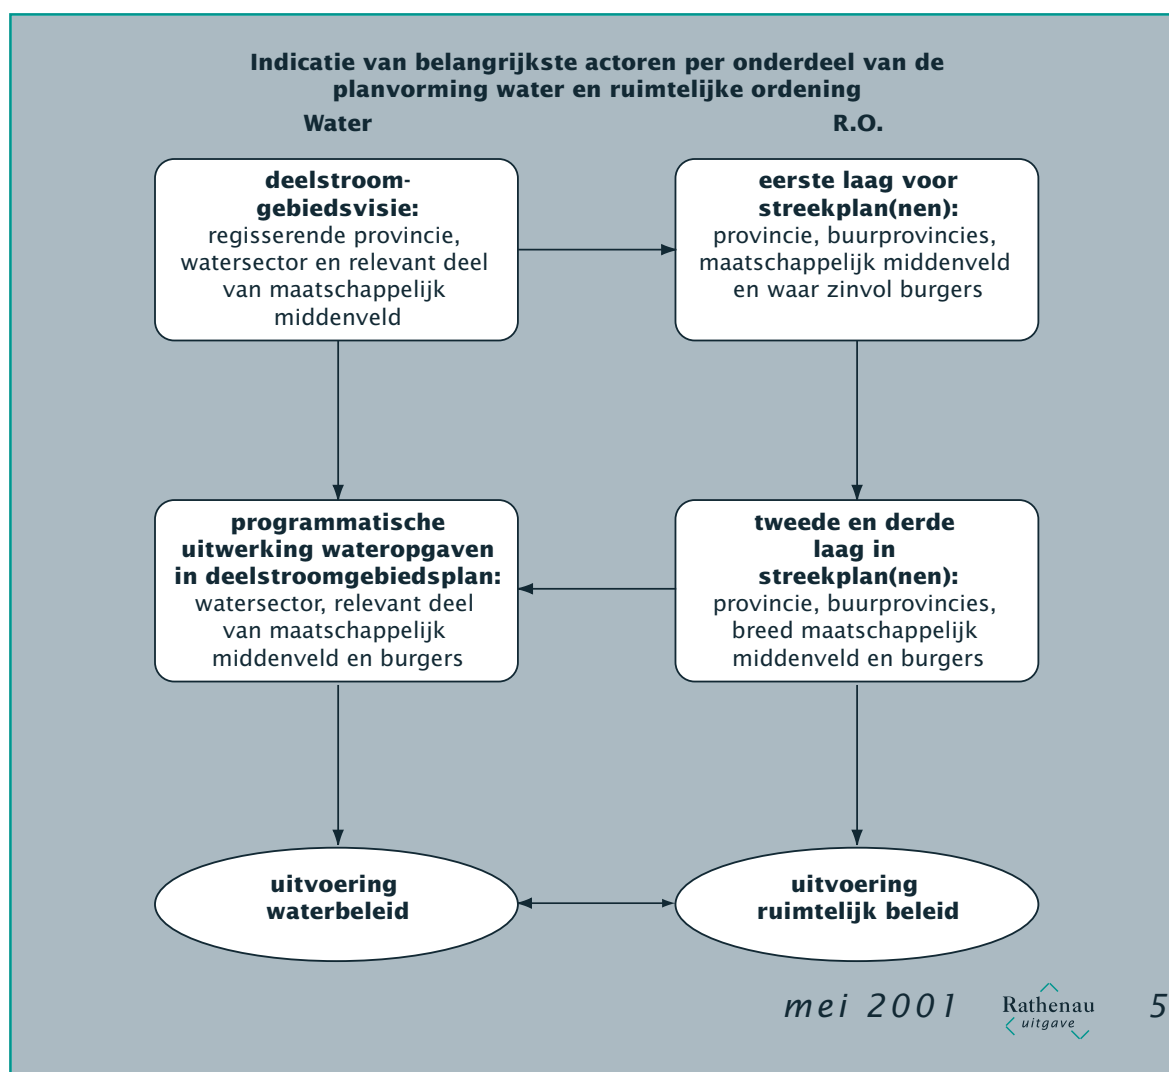 Indicatie van belangrijkste actoren per onderdeel van de
planvorming water en ruimtelijke ordening
Water
R.O.
deelstroom-
gebiedsvisie:
regisserende provincie,
watersector en relevant deel
van maatschappelijk
middenveld
eerste laag voor
streekplan(nen):
provincie, buurprovincies,
maatschappelijk middenveld
en waar zinvol burgers
programmatische
uitwerking wateropgaven
in deelstroomgebiedsplan:
watersector, relevant deel
van maatschappelijk
middenveld en burgers
tweede en derde
laag in
streekplan(nen):
provincie, buurprovincies,
breed maatschappelijk
middenveld en burgers
uitvoering
waterbeleid
uitvoering
ruimtelijk beleid
mei 2001
Rathenau
uitgave
5